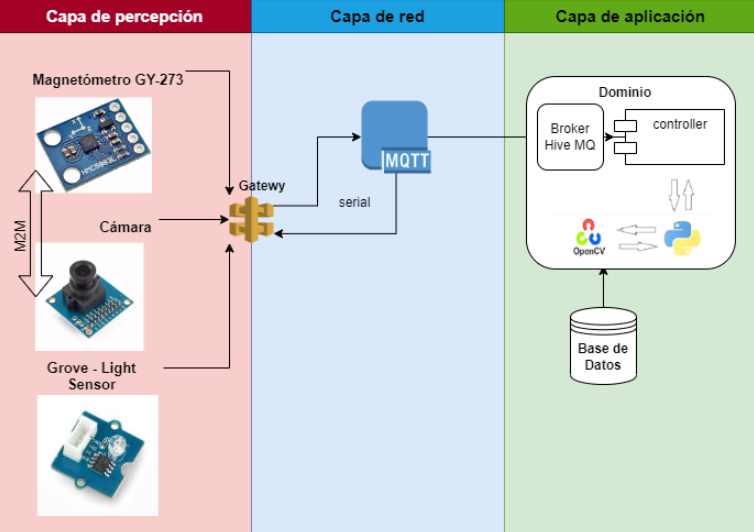 Capa de percepción
Capa de red
Capa de aplicación
Magnetómetro GY-273
HMC5883L
M2M
Cámara
Grove - Light
Sensor
Gatewy
MQTT
serial
Dominio
Broker
Hive MQ
controller
OpenCV
Base de
Datos